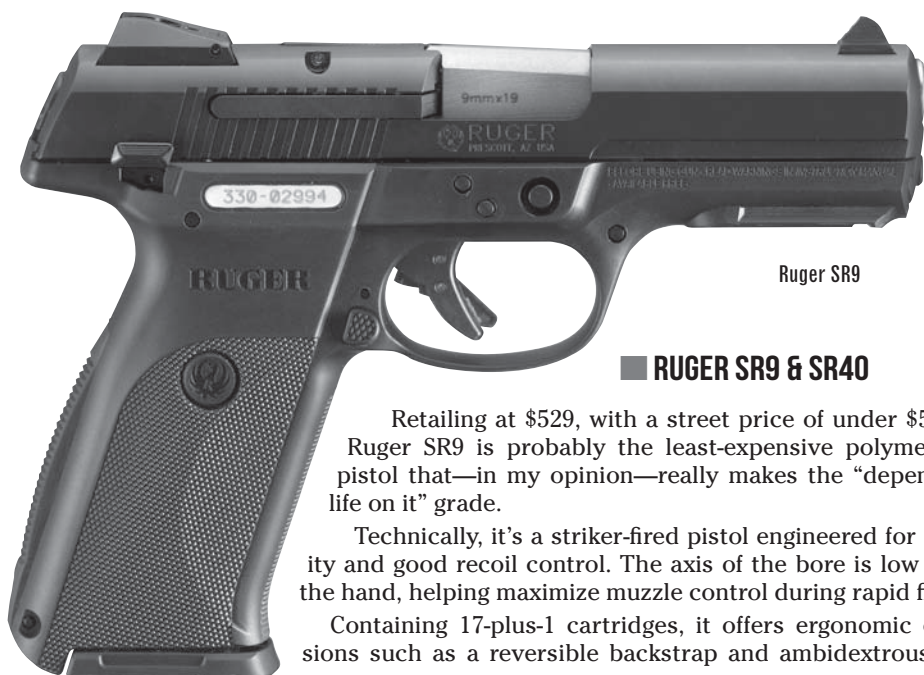 9mmx19
RUGER
PRESCOTT, AZ USA
330-02994
RUGER
Ruger SR9
RUGER SR9 & SR40
Retailing at $529, with a street price of under $5
Ruger SR9 is probably the least-expensive polyme
pistol that—in my opinion—really makes the “depen
life on it” grade.
Technically, it’s a striker-fired pistol engineered for
ity and good recoil control. The axis of the bore is low
the hand, helping maximize muzzle control during rapid f
Containing 17-plus-1 cartridges, it offers ergonomic
sions such as a reversible backstrap and ambidextrous